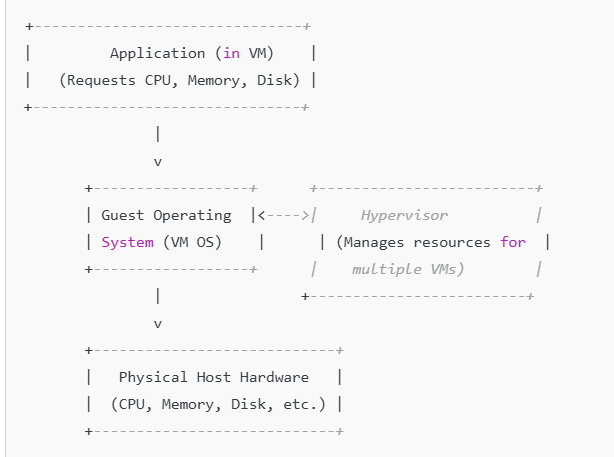 +-------------------------------+
|         Application (in VM)    |
|   (Requests CPU, Memory, Disk) |
+-------------------------------+
               |
               v
       +------------------+      +-------------------------+
       | Guest Operating  |<---->|     Hypervisor          |
       | System (VM OS)    |      | (Manages resources for  |
       +------------------+      |    multiple VMs)        |
               |                +-------------------------+
               v
       +----------------------------+
       |   Physical Host Hardware   |
       |  (CPU, Memory, Disk, etc.) |
       +----------------------------+